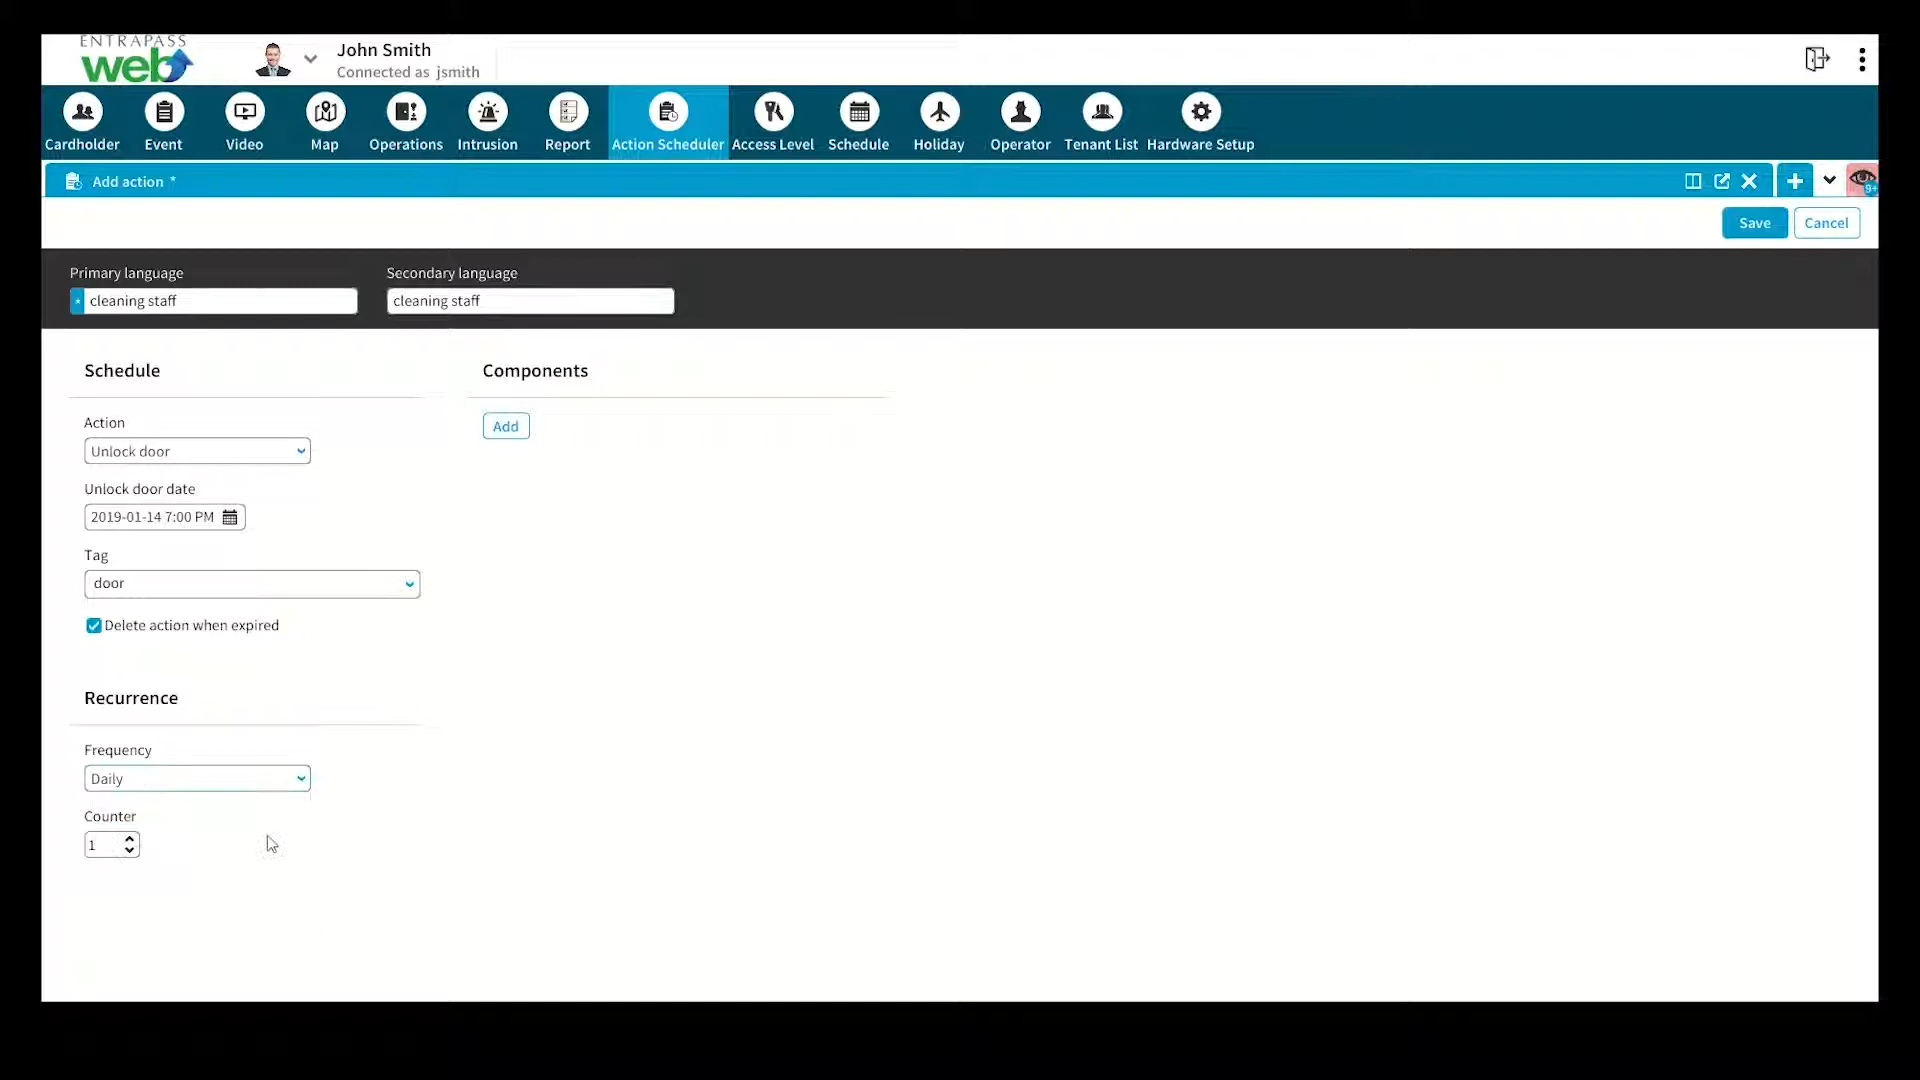 ENTRAPASS
web
John Smith
Connected as jsmith
Cardholder Event Video Map Operations Intrusion Report Action Scheduler Access Level Schedule Holiday Operator Tenant List Hardware Setup
Add action *
9+
Save Cancel
Primary language Secondary language
* cleaning staff cleaning staff
Schedule Components
Action
Add
Unlock door
Unlock door date
2019-01-14 7:00 PM
Tag
door
Delete action when expired
Recurrence
Frequency
Daily
Counter
1